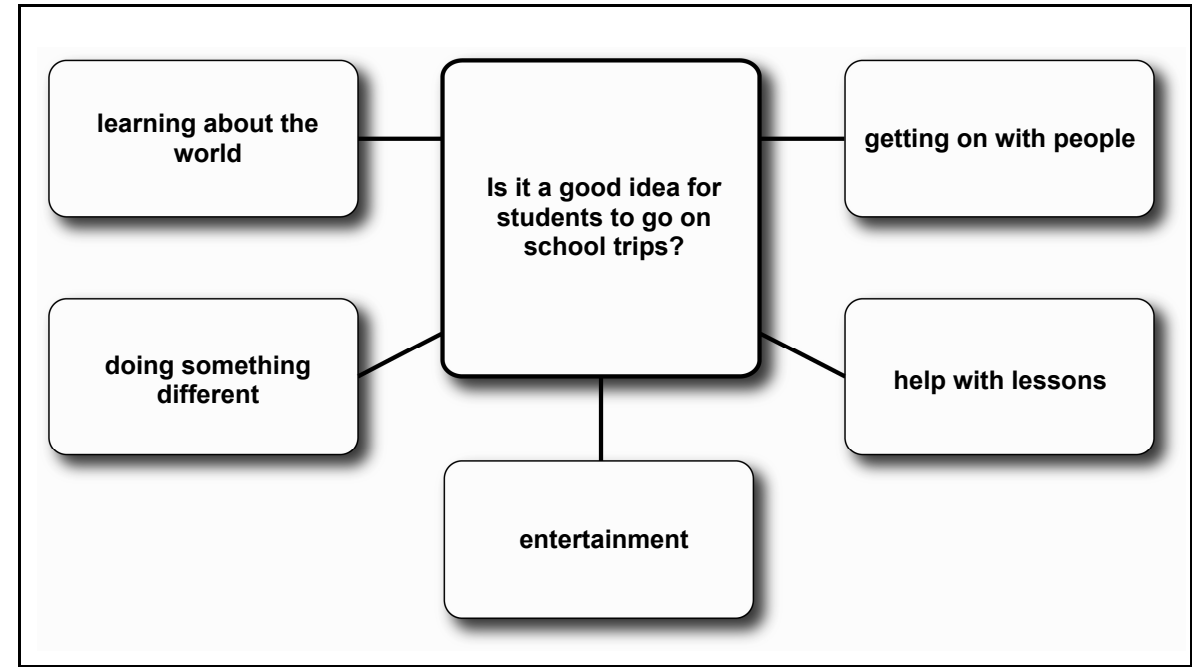 learning about the
world
Is it a good idea for
students to go on
school trips?
getting on with people
doing something
different
help with lessons
entertainment